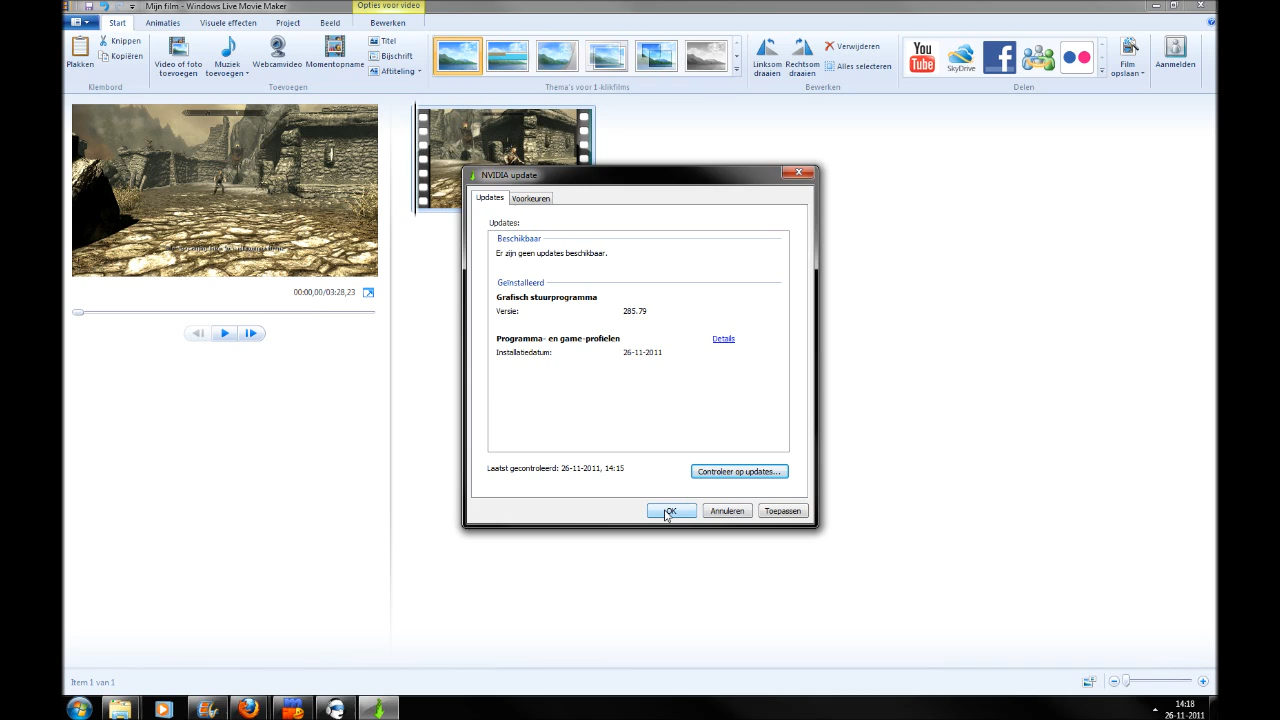 Mijn film - Windows Live Movie Maker
Opties voor video
Start
Animaties
Visuele effecten
Project
Beeld
Bewerken
Plakken
Knippen
Kopiëren
Klembord
Video of foto
toevoegen
Muziek
toevoegen
Webcamvideo
Momentopname
Titel
Bijschrift
Aftiteling
Toevoegen
Thema's voor 1-klikfilms
Linksom
draaien
Rechtsom
draaien
Verwijderen
Alles selecteren
Bewerken
You
Tube
SkyDrive
Delen
Film
opslaan
Aanmelden
00:00,00/03:28,23
NVIDIA update
Updates
Voorkeuren
Updates:
Beschikbaar
Er zijn geen updates beschikbaar.
Geïnstalleerd
Grafisch stuurprogramma
Versie: 285.79
Programma- en game-profielen Details
Installatiedatum: 26-11-2011
Laatst gecontroleerd: 26-11-2011, 14:15
Controleer op updates...
OK
Annuleren
Toepassen
Item 1 van 1
14:18
26-11-2011